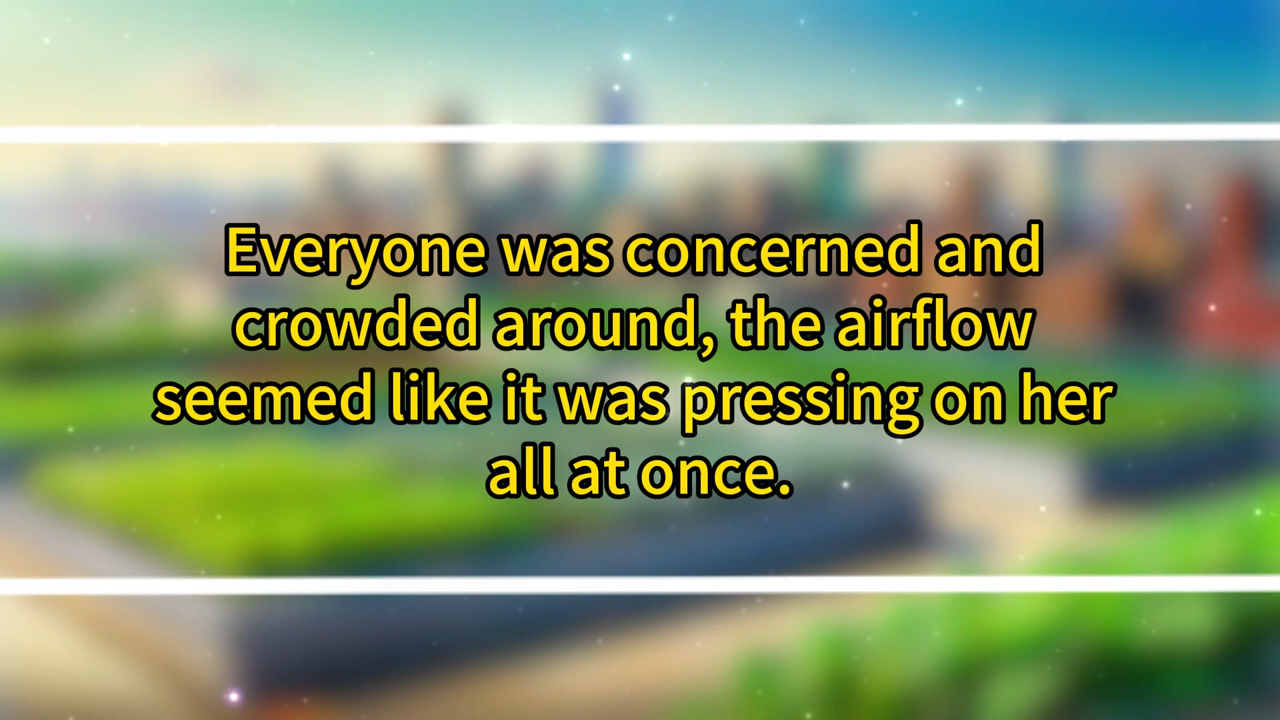 Everyone was concerned and
crowded around, the airflow
seemed like it was pressing on her
all at once.